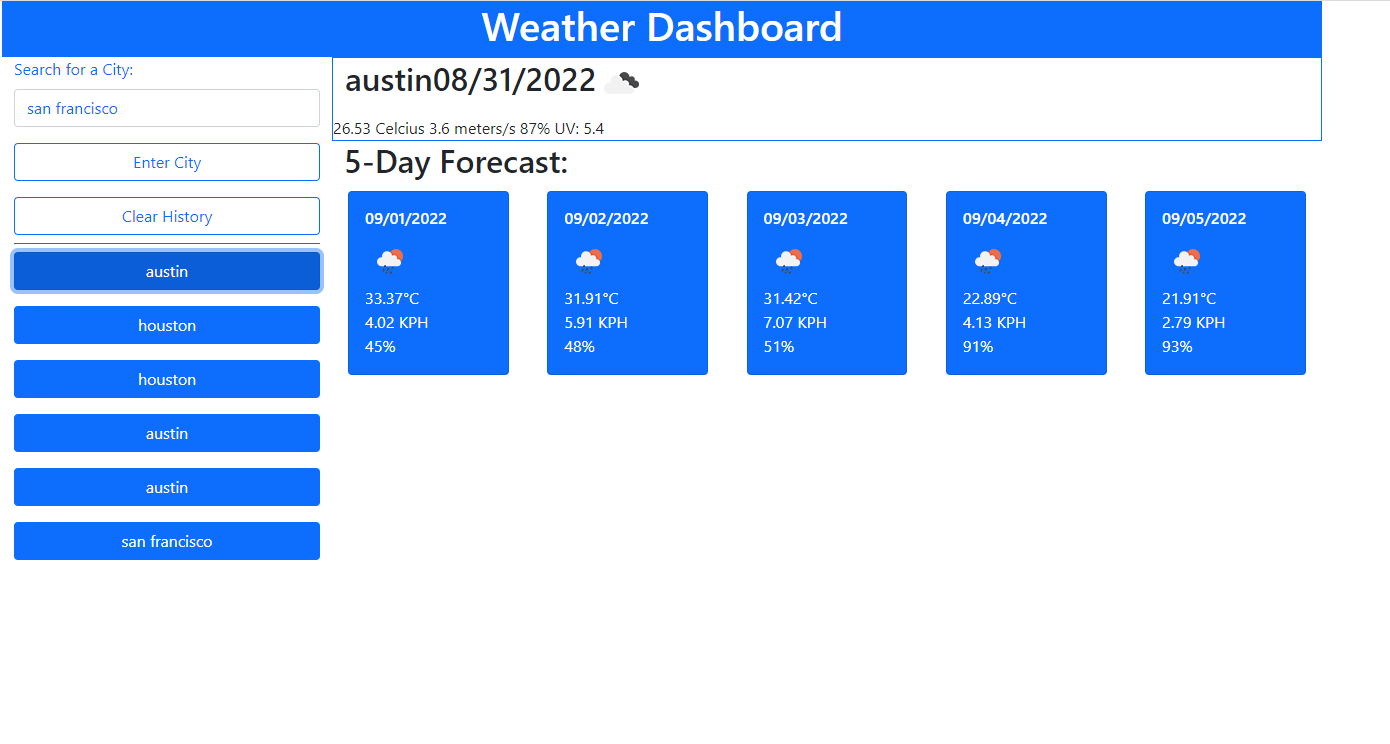 Weather Dashboard
Search for a City:
san francisco
Enter City
Clear History
austin
houston
houston
austin
austin
san francisco
austin08/31/2022
26.53 Celcius 3.6 meters/s 87% UV: 5.4
5-Day Forecast:
09/01/2022
33.37°C
4.02 KPH
45%
09/02/2022
31.91°C
5.91 KPH
48%
09/03/2022
31.42°C
7.07 KPH
51%
09/04/2022
22.89°C
4.13 KPH
91%
09/05/2022
21.91°C
2.79 KPH
93%